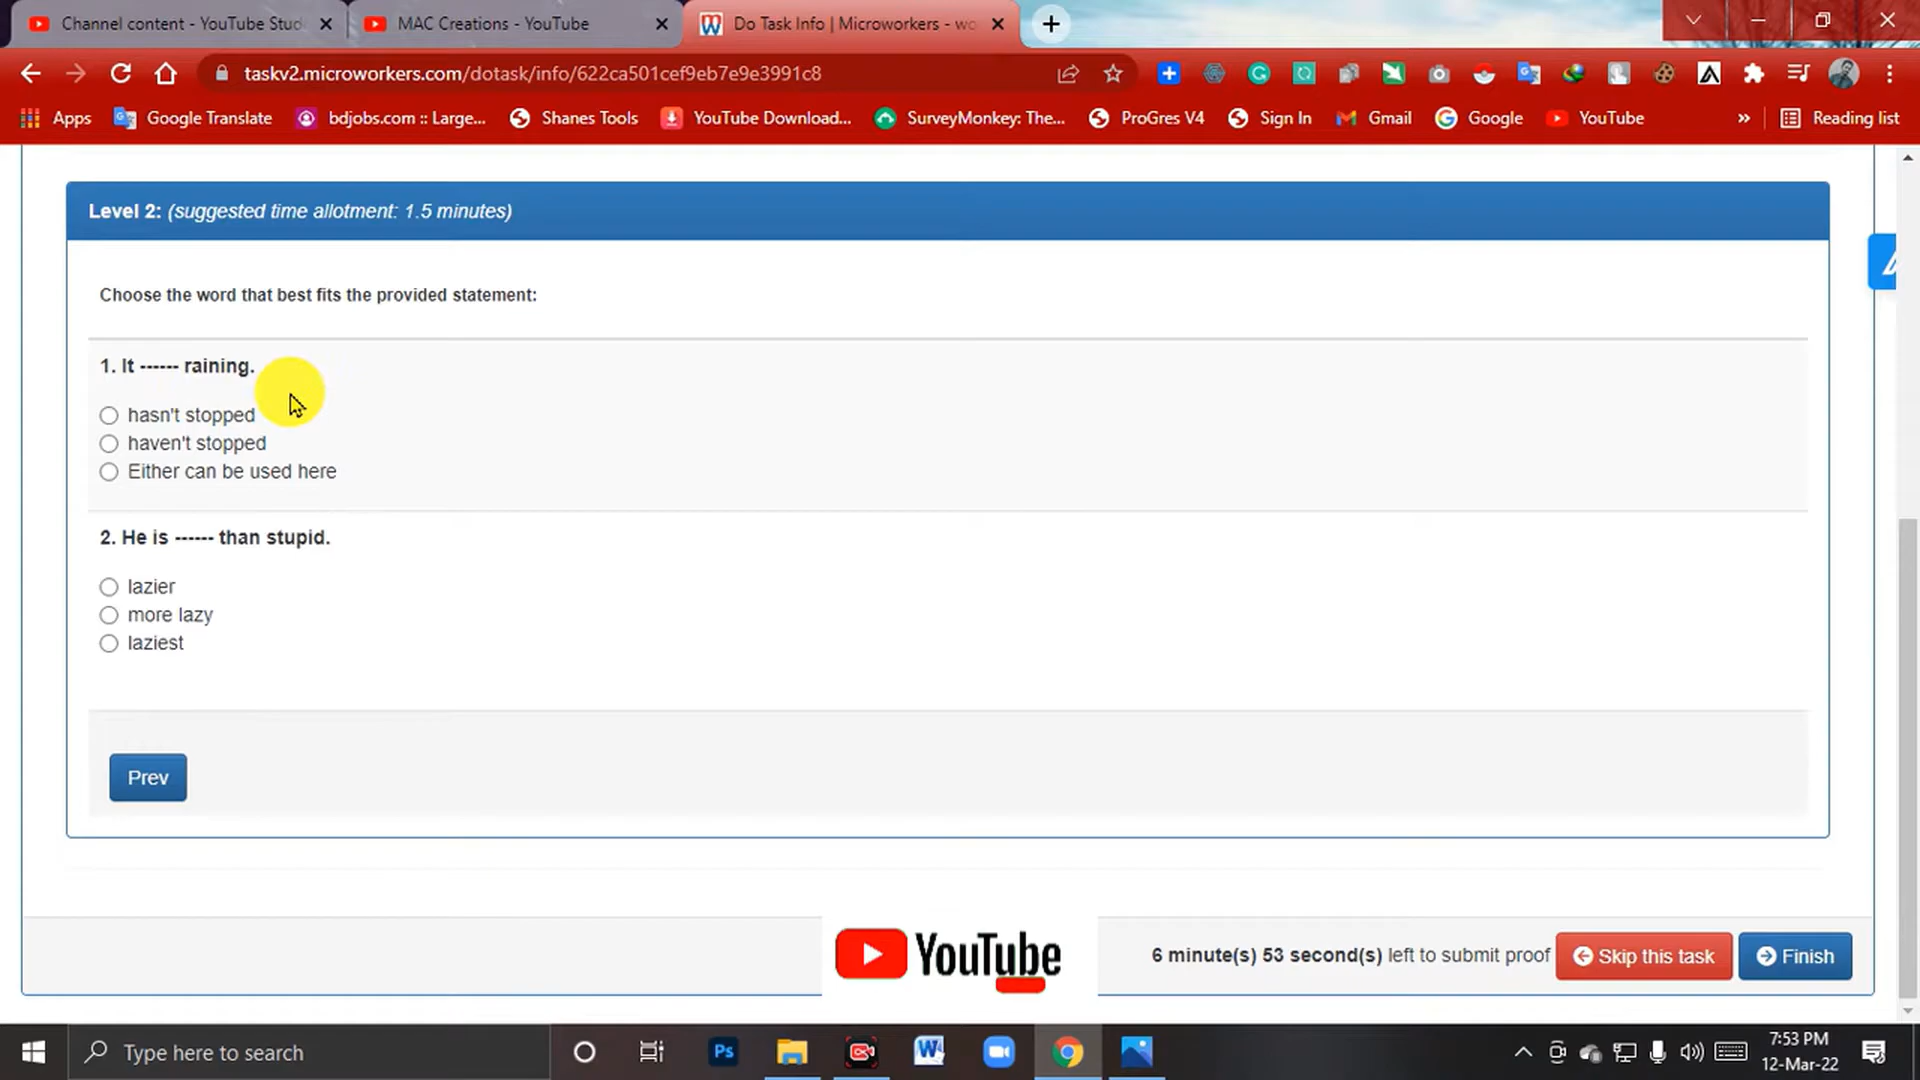 Channel content - YouTube Stud
MAC Creations - YouTube
Do Task Info | Microworkers - wo
taskv2.microworkers.com/dotask/info/622ca501cef9eb7e9e3991c8
Apps
Google Translate
bdjobs.com :: Large...
Shanes Tools
YouTube Download...
SurveyMonkey: The...
ProGres V4
Sign In
Gmail
Google
YouTube
»
Reading list
Level 2: (suggested time allotment: 1.5 minutes)
Choose the word that best fits the provided statement:
1. It ------ raining.
hasn't stopped
haven't stopped
Either can be used here
2. He is ------ than stupid.
lazier
more lazy
laziest
Prev
YouTube
6 minute(s) 53 second(s) left to submit proof
Skip this task
Finish
Type here to search
Ps
W
7:53 PM
12-Mar-22